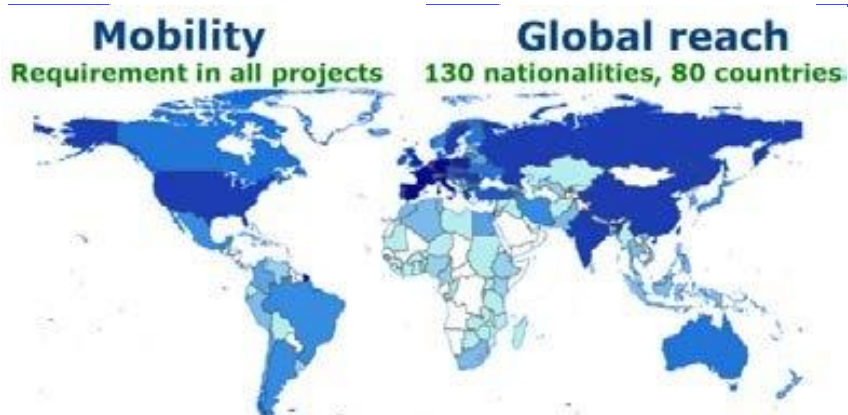 Mobility
Requirement in all projects
Global reach
130 nationalities, 80 countries